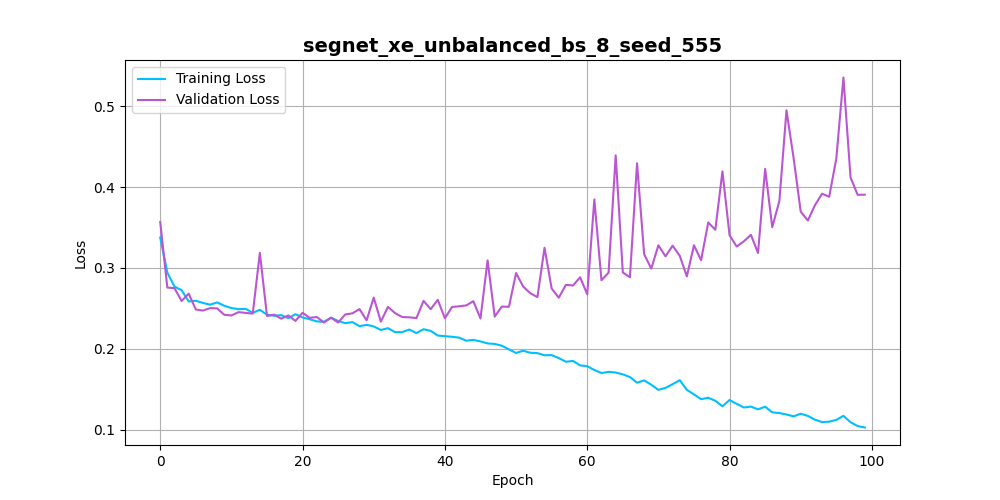 segnet_xe_unbalanced_bs_8_seed_555
Training Loss
Validation Loss
0.5
0.4
0.3
0.2
0.1
Loss
0
20
40
60
80
100
Epoch